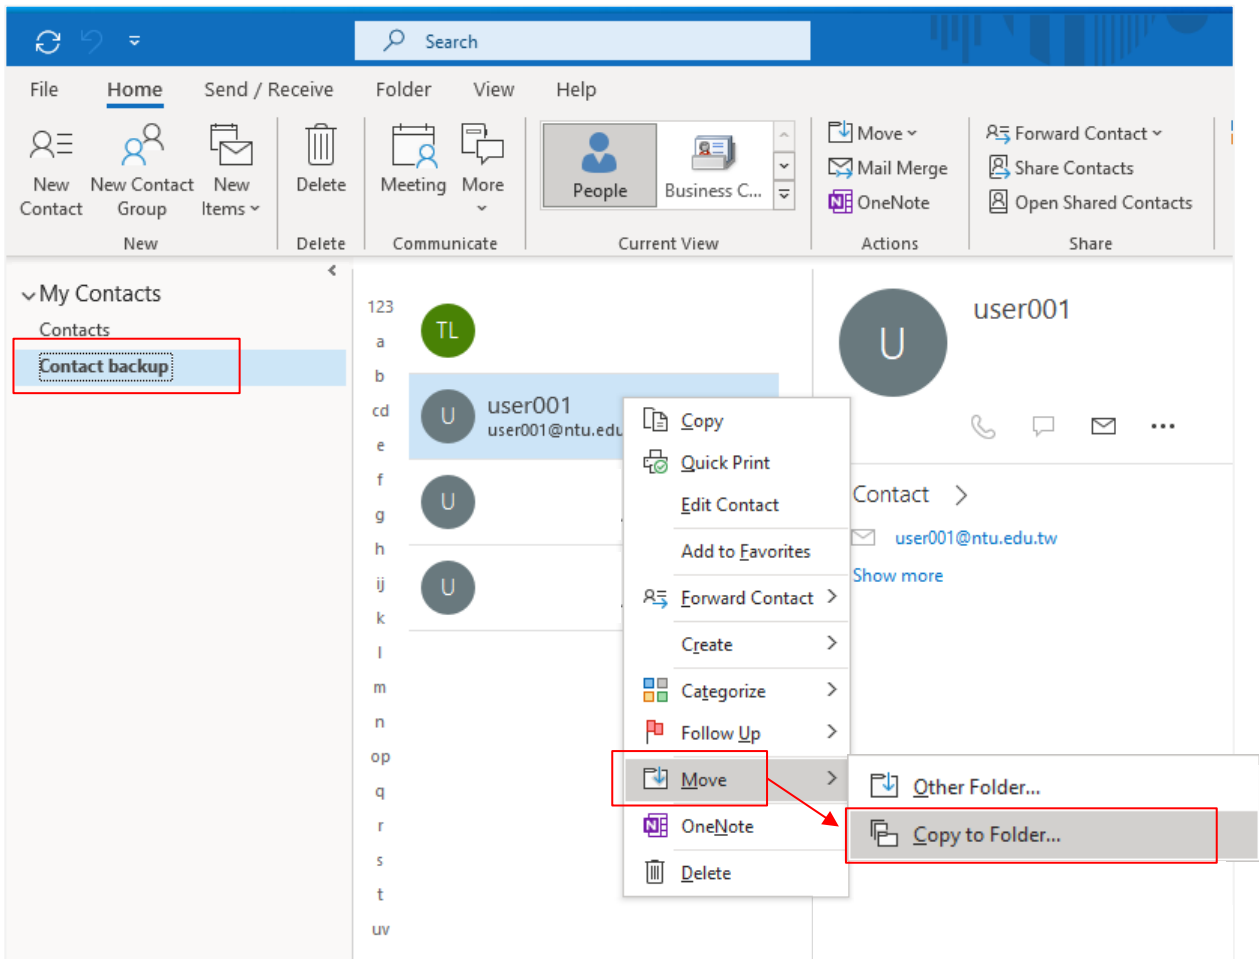 Search
File Home Send / Receive Folder View Help
New Contact
New Contact Group
New Items
Delete
Meeting
More
People
Business C...
Move
Mail Merge
OneNote
Forward Contact
Share Contacts
Open Shared Contacts
New Delete Communicate Current View Actions Share
My Contacts
Contacts
Contact backup
123
a
b
cd
e
f
g
h
ij
k
l
m
n
op
q
r
s
t
uv
TL
U
user001
user001@ntu.edu
U
U
Copy
Quick Print
Edit Contact
Add to Favorites
Forward Contact
Create
Categorize
Follow Up
Move
OneNote
Delete
Other Folder...
Copy to Folder...
U
user001
Contact
user001@ntu.edu.tw
Show more